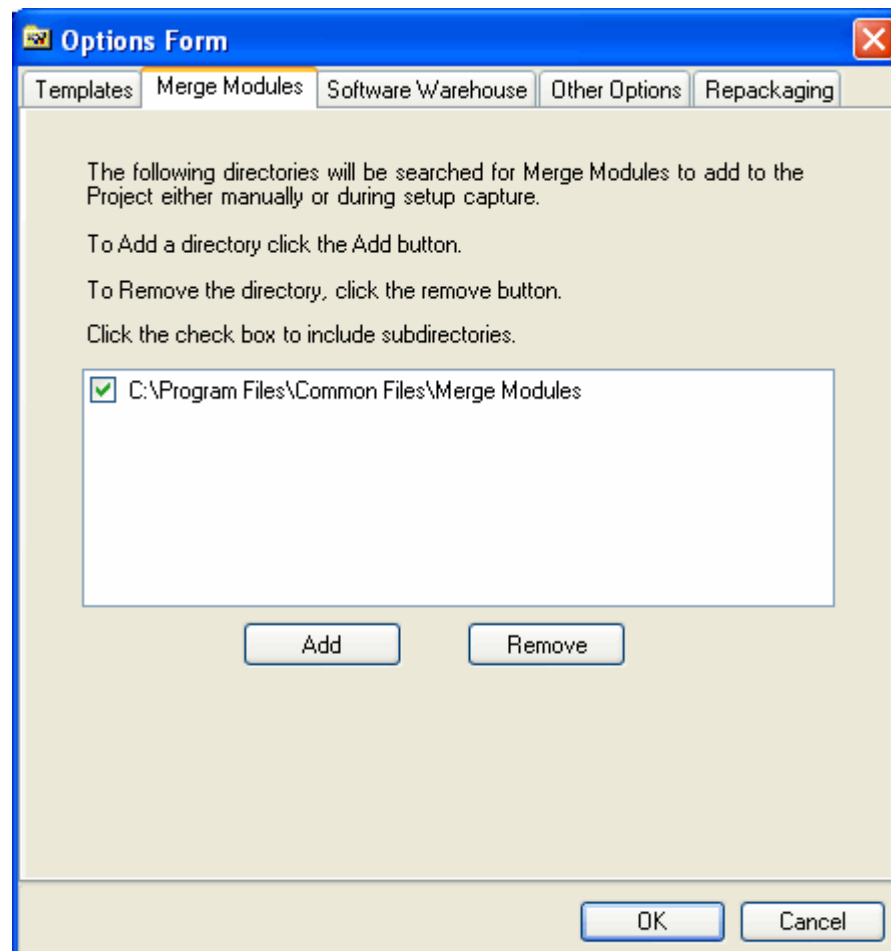 Options Form
Templates Merge Modules Software Warehouse Other Options Repackaging
The following directories will be searched for Merge Modules to add to the
Project either manually or during setup capture.
To Add a directory click the Add button.
To Remove the directory, click the remove button.
Click the check box to include subdirectories.
C:\Program Files\Common Files\Merge Modules
Add Remove
OK Cancel